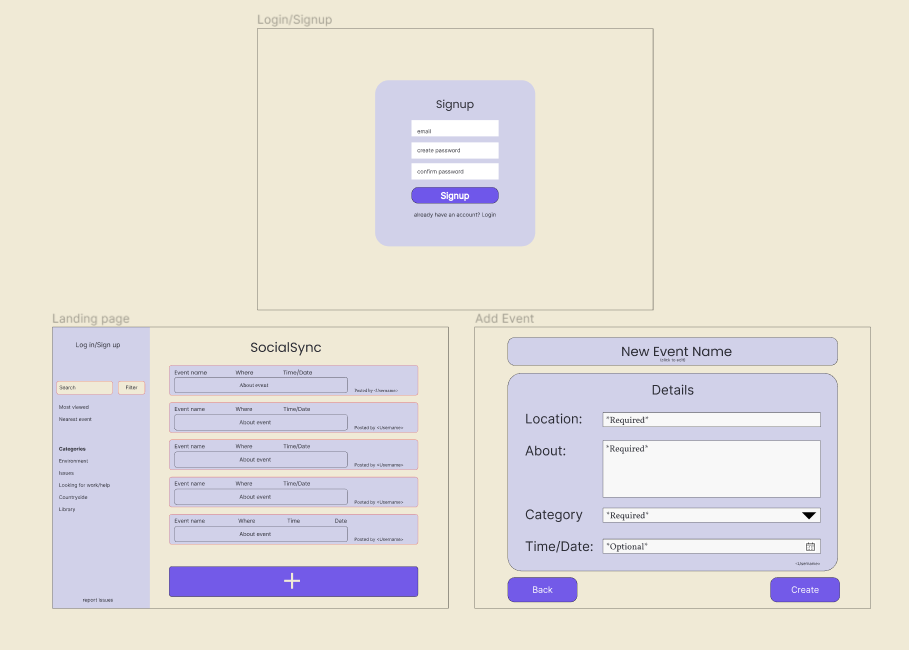 Login/Signup
Signup
email
create password
confirm password
Signup
already have an account? Login
Landing page
Log in/Sign up
Search
Filter
Most viewed
Nearest event
Categories
Environment
Issues
Looking for work/help
Countryside
Library
report issues
SocialSync
Event name Where Time/Date
About event
Posted by <Username>
Event name Where Time/Date
About event
Posted by <Username>
Event name Where Time/Date
About event
Posted by <Username>
Event name Where Time/Date
About event
Posted by <Username>
Event name Where Time Date
About event
Posted by <Username>
+
Add Event
New Event Name
(click to edit)
Details
Location: *Required*
About: *Required*
Category *Required*
Time/Date: *Optional*
<Username>
Back
Create